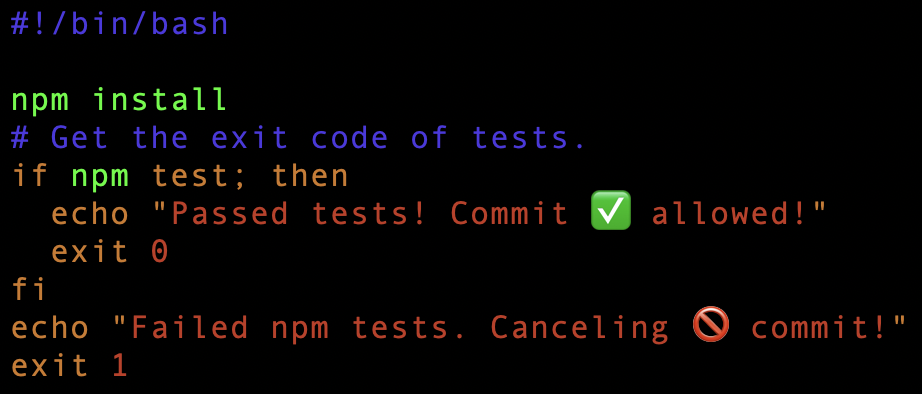 #!/bin/bash

npm install
# Get the exit code of tests.
if npm test; then
  echo "Passed tests! Commit ✅ allowed!"
  exit 0
fi
echo "Failed npm tests. Canceling 🚫 commit!"
exit 1